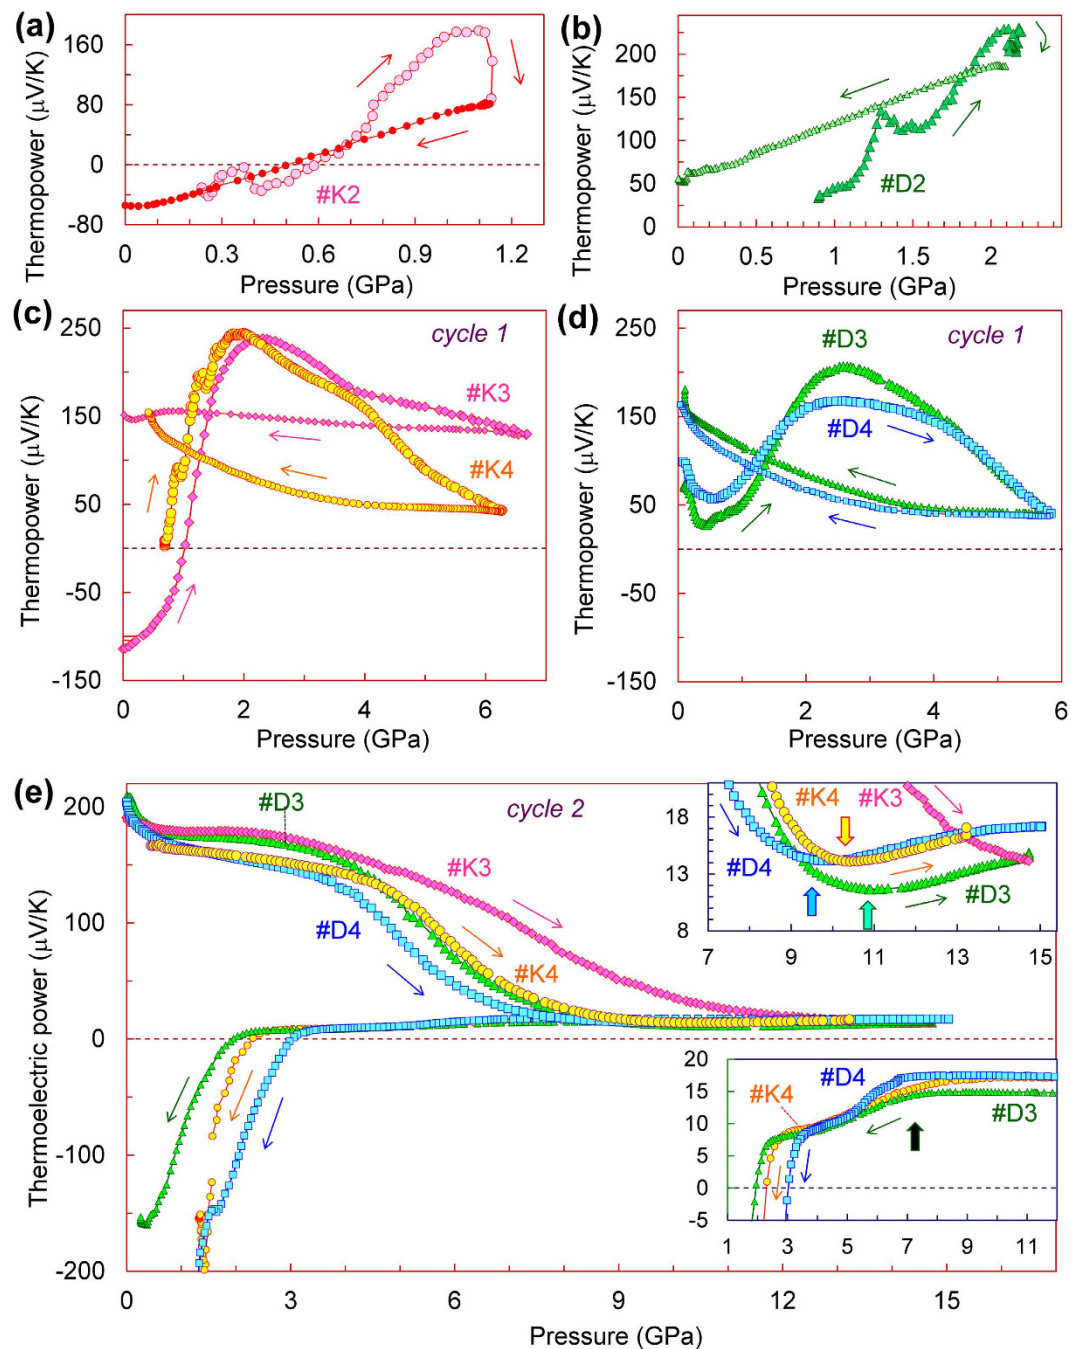 (a)
Thermopower (μV/K)
160
80
0
-80
#K2
0
0.3
0.6
0.9
1.2
Pressure (GPa)
(b)
Thermopower (μV/K)
200
150
100
50
0
#D2
0
0.5
1
1.5
2
Pressure (GPa)
(c)
Thermopower (μV/K)
250
150
50
-50
-150
cycle 1
#K3
#K4
0
2
4
6
Pressure (GPa)
(d)
Thermopower (μV/K)
250
150
50
-50
-150
cycle 1
#D3
#D4
0
2
4
6
Pressure (GPa)
(e)
Thermoelectric power (μV/K)
200
100
0
-100
-200
#D3
cycle 2
#K3
#D4
#K4
0
3
6
9
12
15
Pressure (GPa)
18
13
8
#K4
#K3
#D4
#D3
7
9
11
13
15
20
15
10
5
0
-5
#D4
#K4
#D3
1
3
5
7
9
11